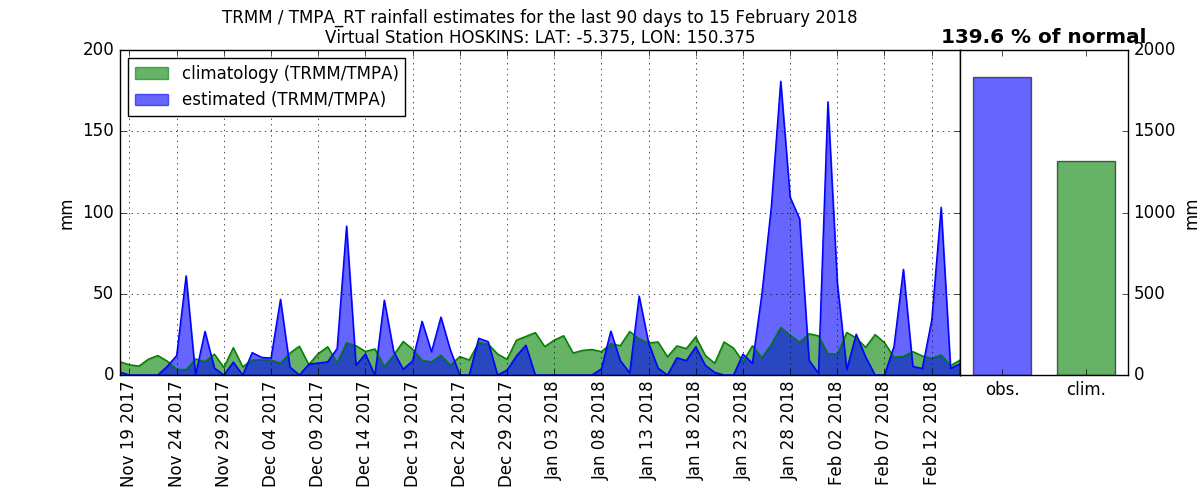 TRMM / TMPA_RT rainfall estimates for the last 90 days to 15 February 2018
Virtual Station HOSKINS: LAT: -5.375, LON: 150.375
139.6 % of normal
climatology (TRMM/TMPA)
estimated (TRMM/TMPA)
mm
200
150
100
50
0
2000
1500
1000
500
0
mm
obs.
clim.
Nov 19 2017
Nov 24 2017
Nov 29 2017
Dec 04 2017
Dec 09 2017
Dec 14 2017
Dec 19 2017
Dec 24 2017
Dec 29 2017
Jan 03 2018
Jan 08 2018
Jan 13 2018
Jan 18 2018
Jan 23 2018
Jan 28 2018
Feb 02 2018
Feb 07 2018
Feb 12 2018